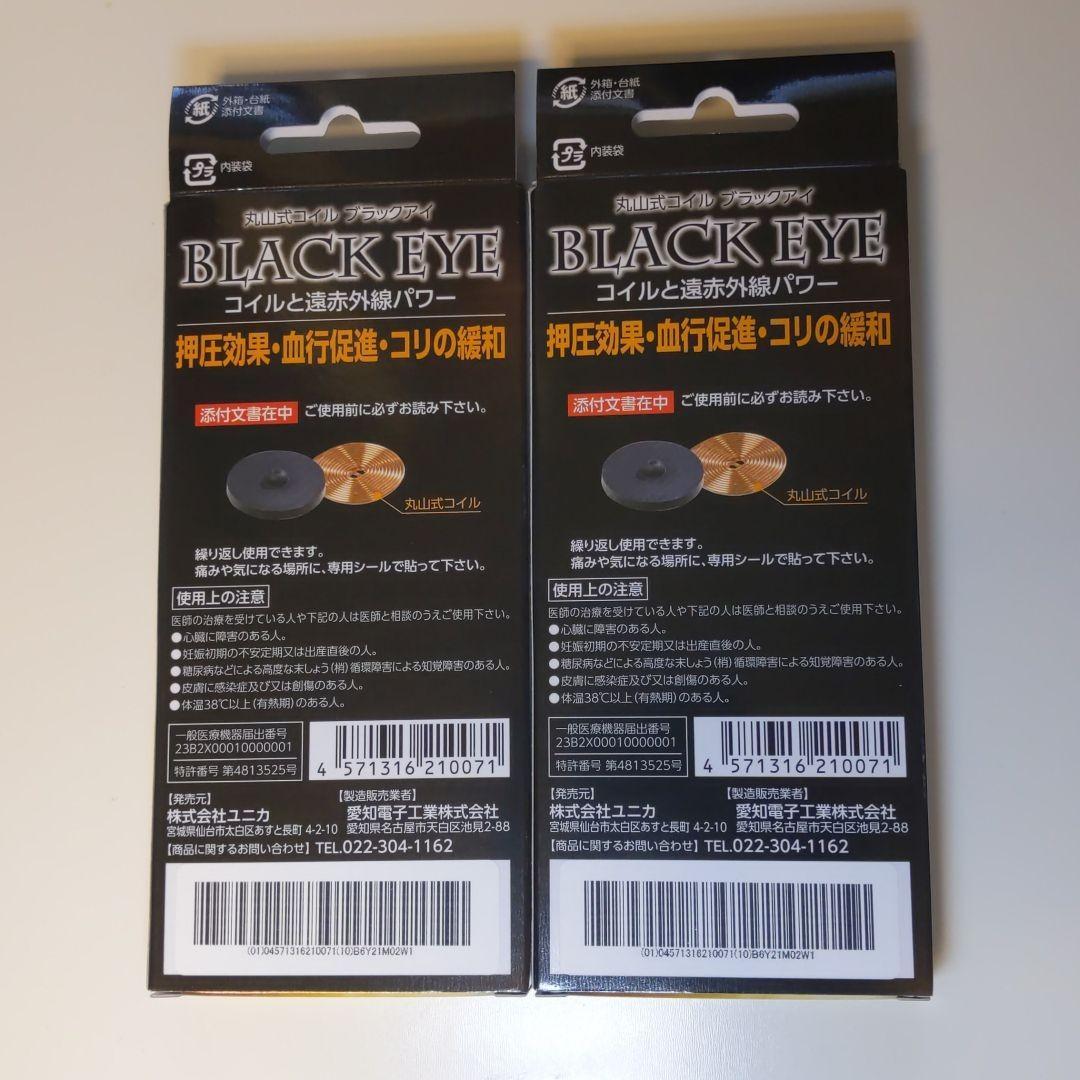 紙
外箱・台紙
添付文書
プラ
内装袋
丸山式コイル ブラックアイ
BLACK EYE
コイルと遠赤外線パワー
押圧効果・血行促進・コリの緩和
添付文書在中 ご使用前に必ずお読み下さい。
丸山式コイル
繰り返し使用できます。
痛みや気になる場所に、専用シールで貼って下さい。
使用上の注意
医師の治療を受けている人や下記の人は医師と相談のうえご使用下さい。
●心臓に障害のある人。
●妊娠初期の不安定期又は出産直後の人。
●糖尿病などによる高度な末しょう(梢)循環障害による知覚障害のある人。
●皮膚に感染症及び又は創傷のある人。
●体温38℃以上(有熱期)のある人。
一般医療機器届出番号
23B2X00010000001
特許番号 第4813525号
4 571316 210071
【発売元】
株式会社ユニカ
宮城県仙台市太白区あすと長町 4-2-10
【製造販売業者】
愛知電子工業株式会社
愛知県名古屋市天白区池見2-88
【商品に関するお問い合わせ】 TEL.022-304-1162
(01)04571316210071(10)B6Y21M02W1
紙
外箱・台紙
添付文書
プラ
内装袋
丸山式コイル ブラックアイ
BLACK EYE
コイルと遠赤外線パワー
押圧効果・血行促進・コリの緩和
添付文書在中 ご使用前に必ずお読み下さい。
丸山式コイル
繰り返し使用できます。
痛みや気になる場所に、専用シールで貼って下さい。
使用上の注意
医師の治療を受けている人や下記の人は医師と相談のうえご使用下さい。
●心臓に障害のある人。
●妊娠初期の不安定期又は出産直後の人。
●糖尿病などによる高度な末しょう(梢)循環障害による知覚障害のある人。
●皮膚に感染症及び又は創傷のある人。
●体温38℃以上(有熱期)のある人。
一般医療機器届出番号
23B2X00010000001
特許番号 第4813525号
4 571316 210071
【発売元】
株式会社ユニカ
宮城県仙台市太白区あすと長町 4-2-10
【製造販売業者】
愛知電子工業株式会社
愛知県名古屋市天白区池見2-88
【商品に関するお問い合わせ】 TEL.022-304-1162
(01)04571316210071(10)B6Y21M02W1